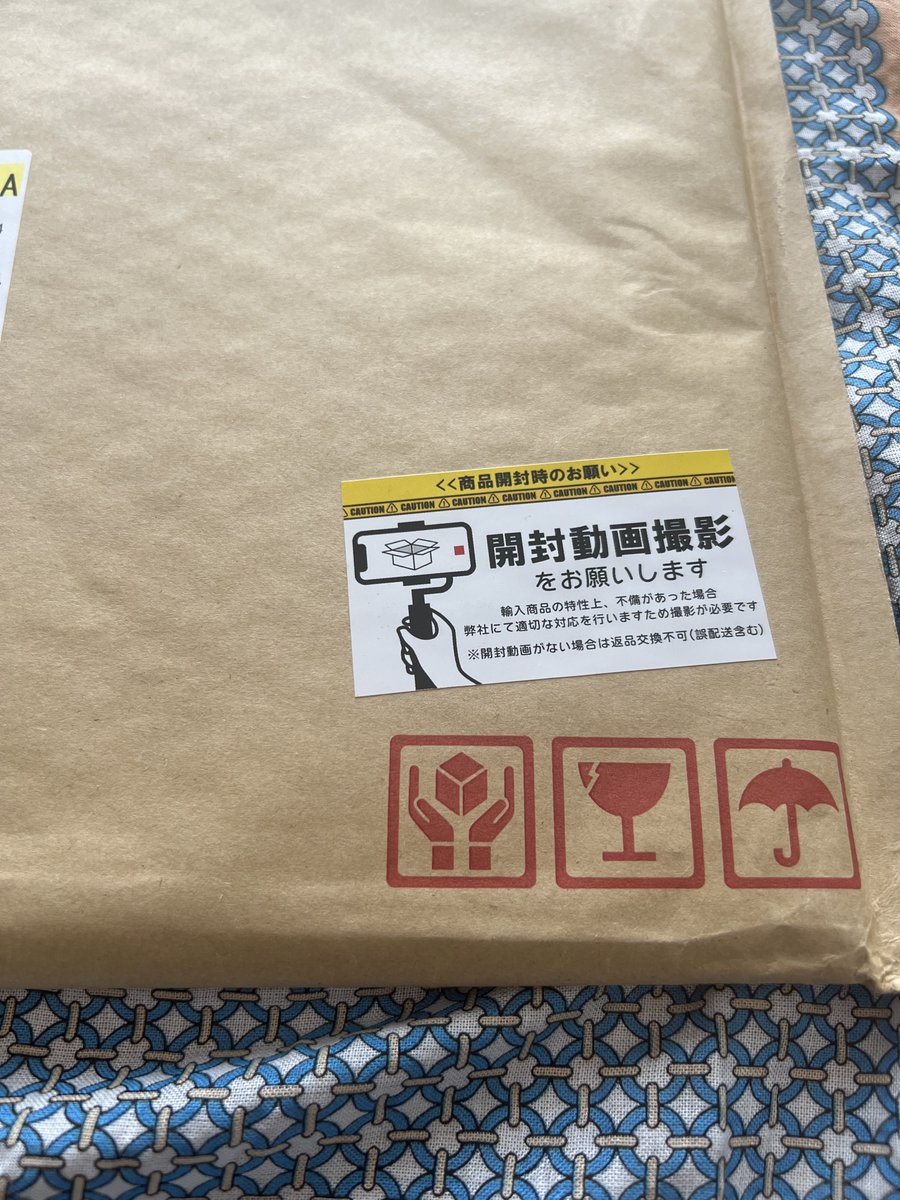 A
<<商品開封時のお願い>>
CAUTION CAUTION CAUTION CAUTION CAUTION CAUTION CAUTION CAUTION
開封動画撮影
をお願いします
輸入商品の特性上、不備があった場合
弊社にて適切な対応を行いますため撮影が必要です
※開封動画がない場合は返品交換不可(誤配送含む)